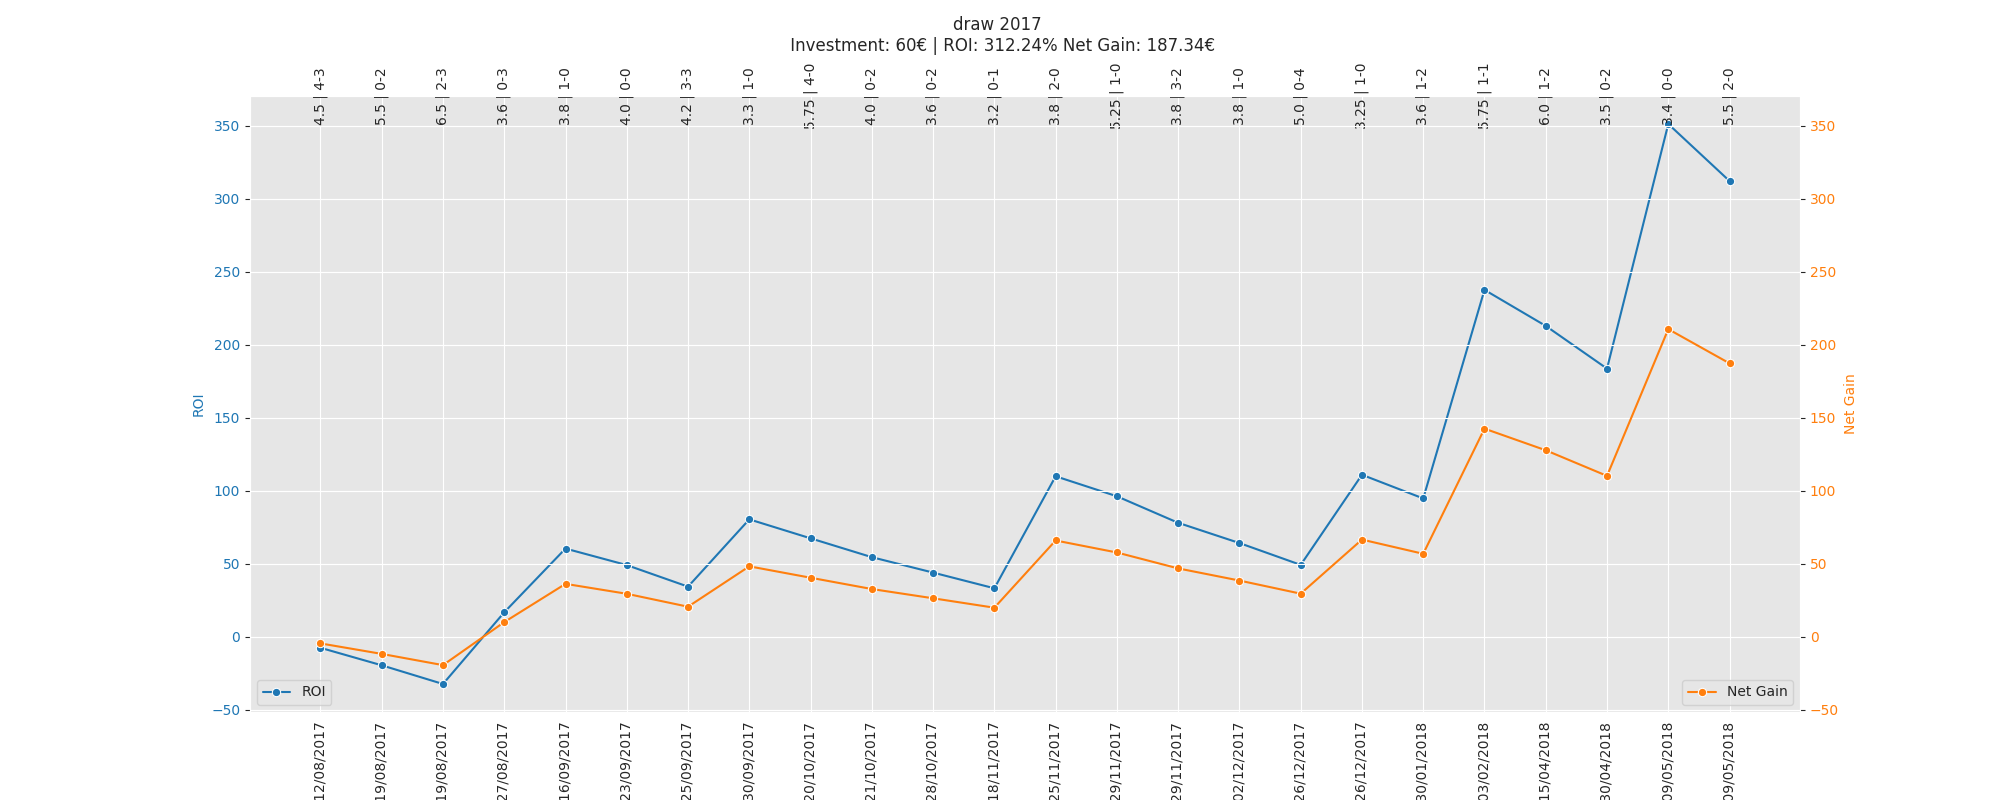 draw 2017
Investment: 60€ | ROI: 312.24% Net Gain: 187.34€
4.5 | 4-3
5.5 | 0-2
6.5 | 2-3
3.6 | 0-3
3.8 | 1-0
4.0 | 0-0
4.2 | 3-3
3.3 | 1-0
5.75 | 4-0
4.0 | 0-2
3.6 | 0-2
3.2 | 0-1
3.8 | 2-0
5.25 | 1-0
3.8 | 3-2
3.8 | 1-0
5.0 | 0-4
3.25 | 1-0
3.6 | 1-2
5.75 | 1-1
6.0 | 1-2
3.5 | 0-2
3.4 | 0-0
5.5 | 2-0
350
300
250
200
150
100
50
0
−50
ROI
350
300
250
200
150
100
50
0
−50
Net Gain
ROI
Net Gain
12/08/2017
19/08/2017
19/08/2017
27/08/2017
16/09/2017
23/09/2017
25/09/2017
30/09/2017
20/10/2017
21/10/2017
28/10/2017
18/11/2017
25/11/2017
29/11/2017
29/11/2017
02/12/2017
26/12/2017
26/12/2017
30/01/2018
03/02/2018
15/04/2018
30/04/2018
09/05/2018
09/05/2018